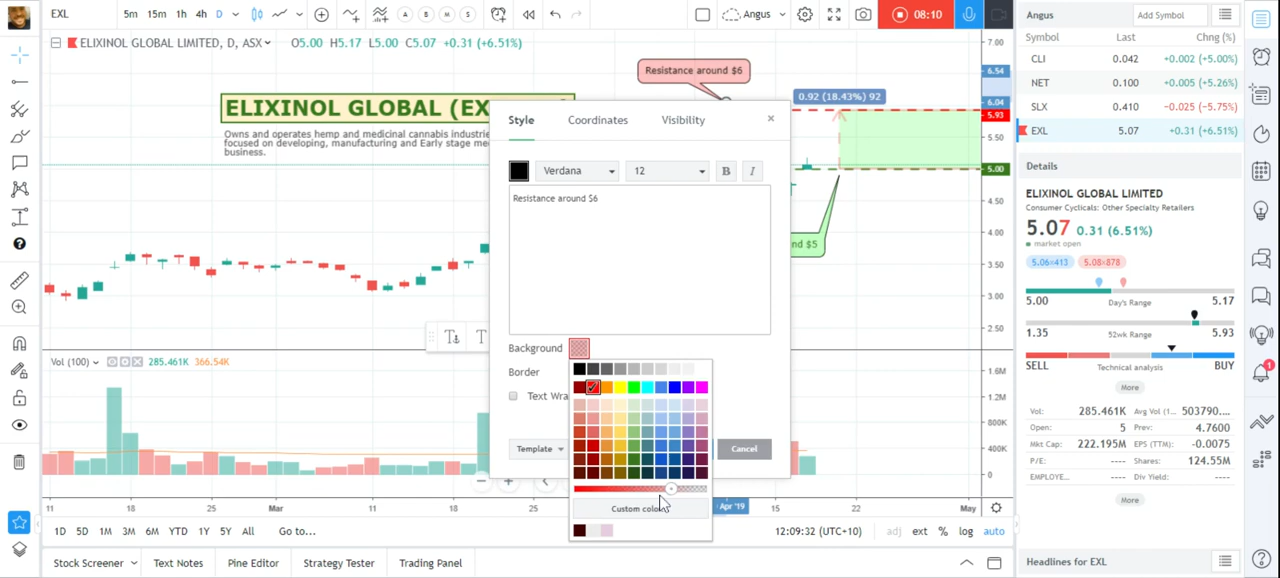 EXL 5m 15m 1h 4h D A B M S Angus 08:10
ELIXINOL GLOBAL LIMITED, D, ASX O5.00 H5.17 L5.00 C5.07 +0.31 (+6.51%)
Resistance around $6
0.92 (18.43%) 92
ELIXINOL GLOBAL (EX
Owns and operates hemp and medicinal cannabis industrie
focused on developing, manufacturing and Early stage me
business.
nd $5
7.00
6.54
6.04
5.93
5.50
5.00
4.50
4.00
3.50
3.00
2.50
Style Coordinates Visibility ×
Verdana 12 B I
Resistance around $6
Background
Border
Text Wra
Template Cancel
Custom color
T T
Vol (100) 285.461K 366.54K
1.6M
1.2M
800K
400K
0
11 18 25 Mar 11 18 25 Apr '19 15 22 May
1D 5D 1M 3M 6M YTD 1Y 5Y All Go to... 12:09:32 (UTC+10) adj ext % log auto
Stock Screener Text Notes Pine Editor Strategy Tester Trading Panel
Angus Add Symbol
Symbol Last Chng (%)
CLI 0.042 +0.002 (+5.00%)
NET 0.100 +0.005 (+5.26%)
SLX 0.410 -0.025 (-5.75%)
EXL 5.07 +0.31 (+6.51%)
Details
ELIXINOL GLOBAL LIMITED
Consumer Cyclicals: Other Specialty Retailers
5.07 0.31 (6.51%)
market open
5.06×413 5.08×878
5.00 Day's Range 5.17
1.35 52wk Range 5.93
SELL Technical analysis BUY
More
Vol: 285.461K Avg Vol (1... 503790....
Open: 5 Prev: 4.7600
Mkt Cap: 222.195M EPS (TTM): -0.0075
P/E: ---- Shares: 124.55M
EMPLOYE... ---- Div Yield: ----
More
Headlines for EXL
1